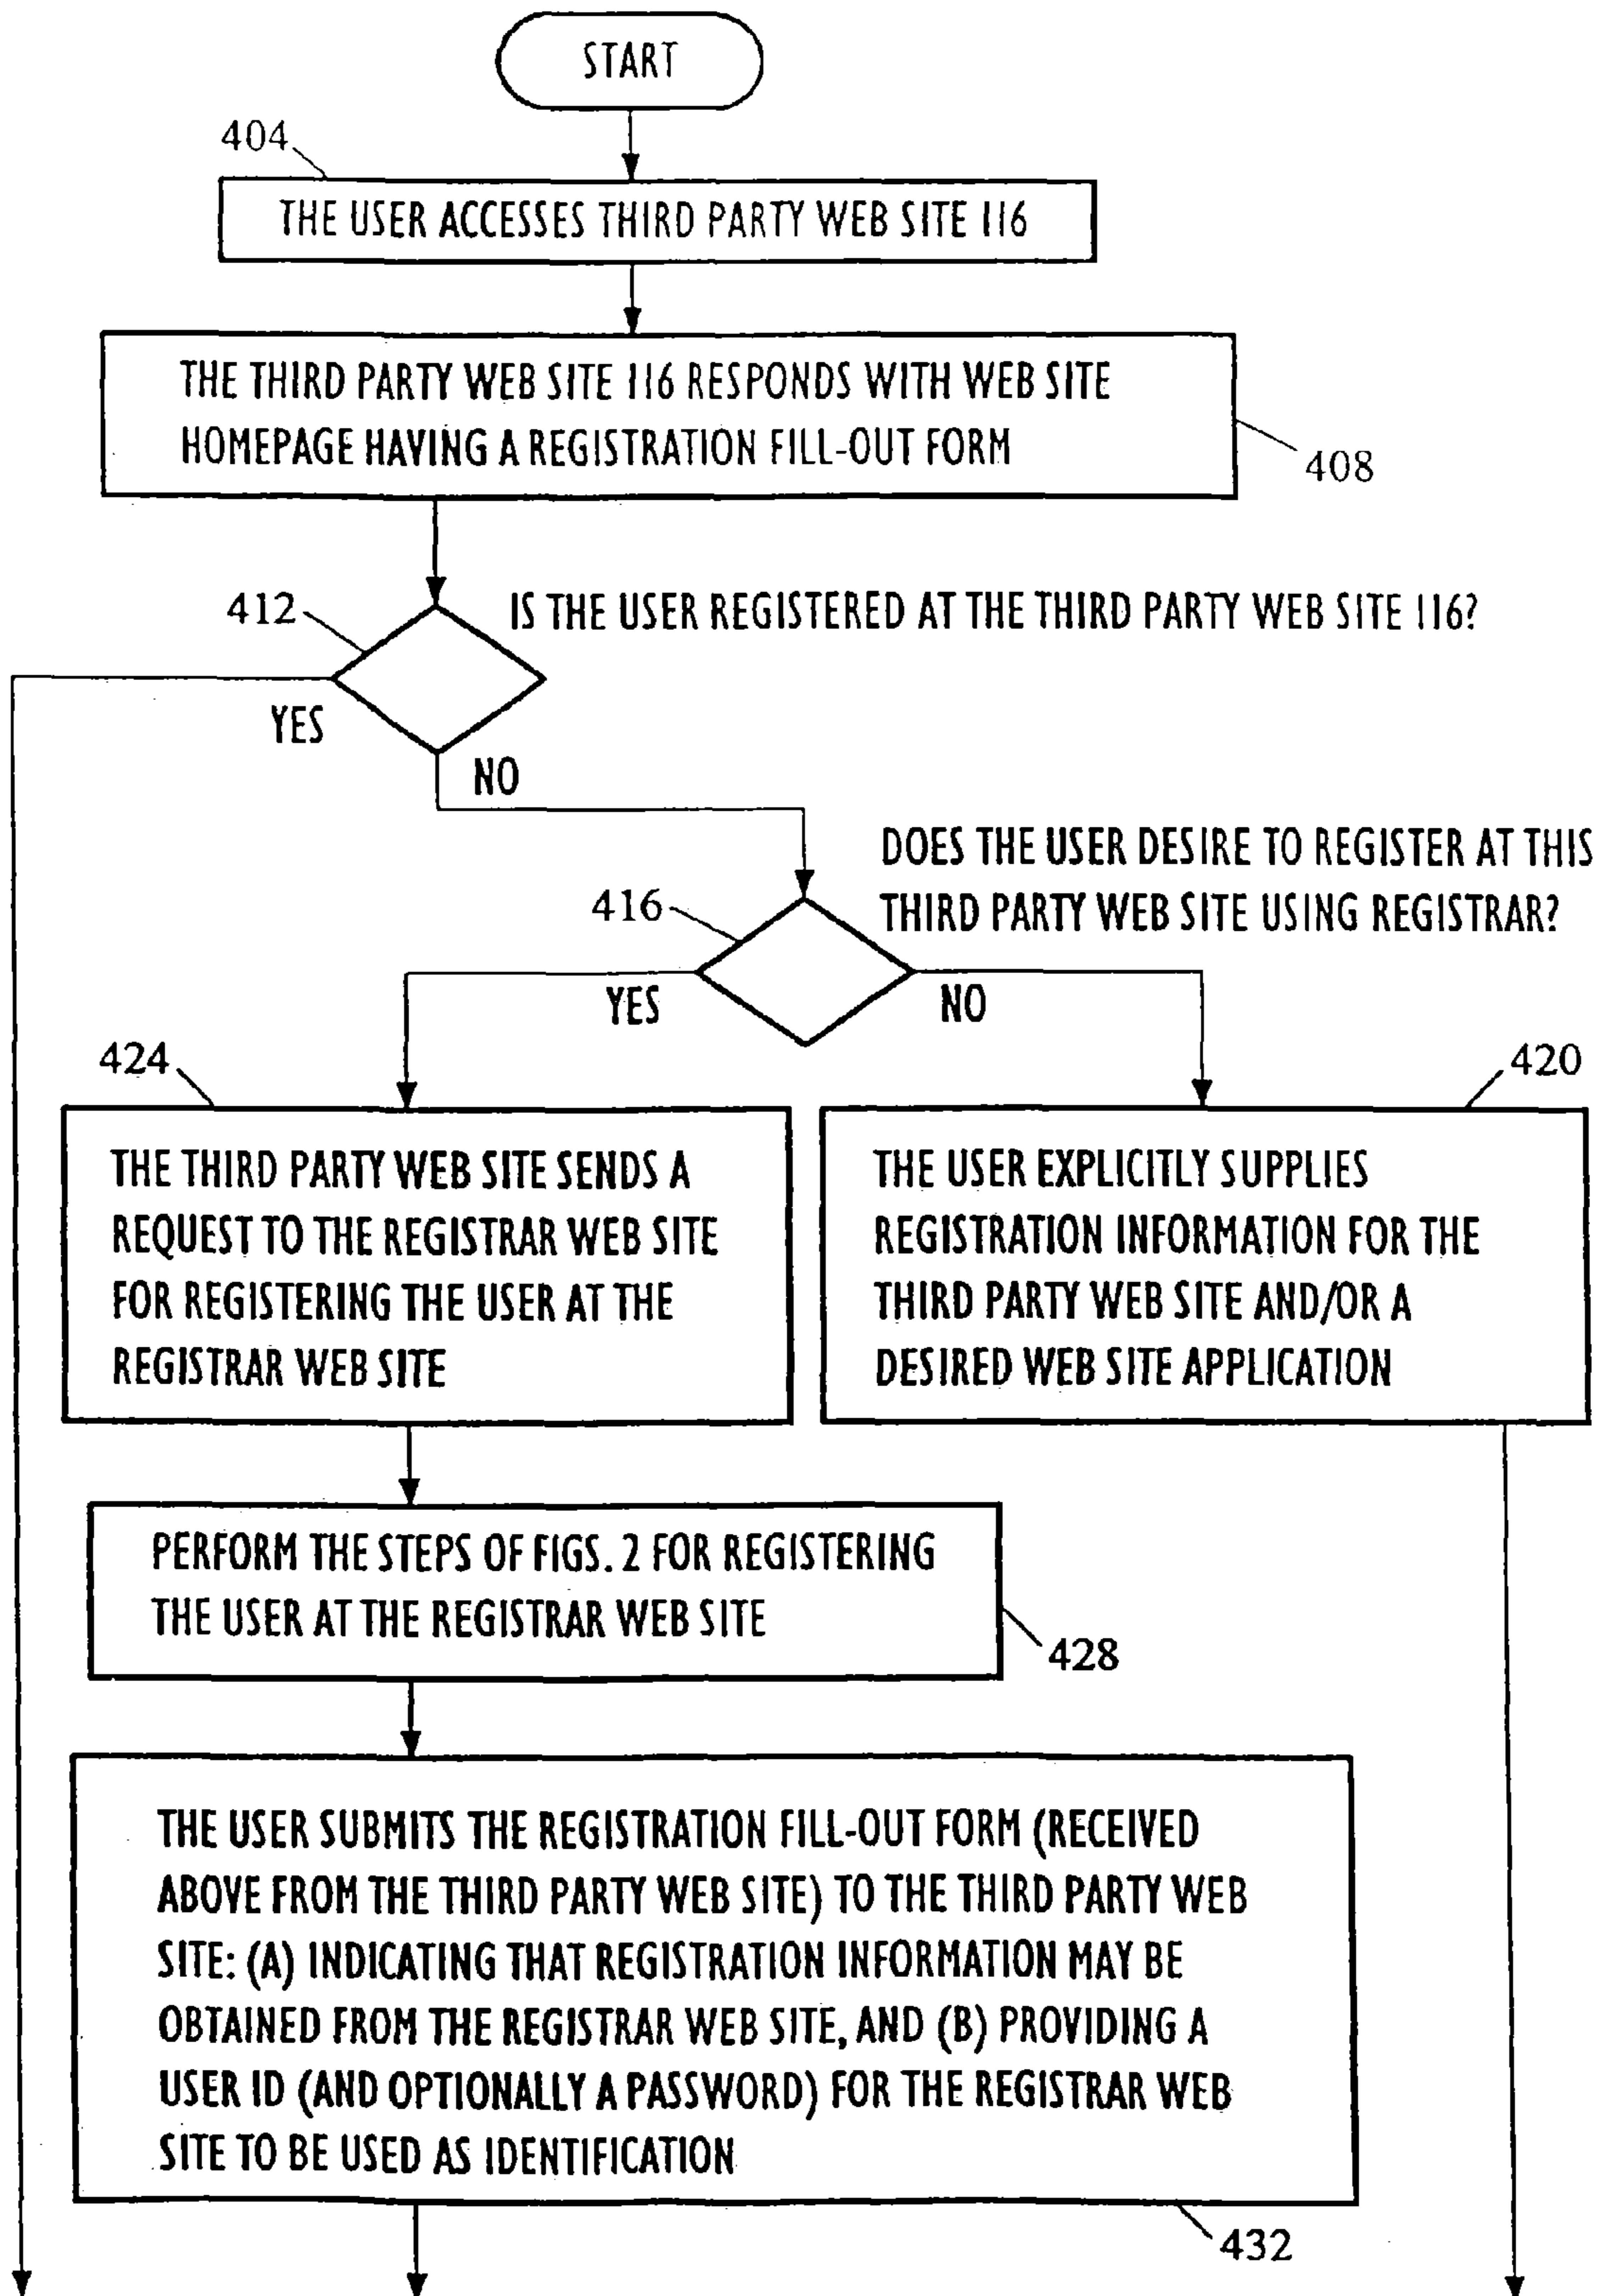 START
404
THE USER ACCESSES THIRD PARTY WEB SITE 116
THE THIRD PARTY WEB SITE 116 RESPONDS WITH WEB SITE
HOMEPAGE HAVING A REGISTRATION FILL-OUT FORM
408
412
IS THE USER REGISTERED AT THE THIRD PARTY WEB SITE 116?
YES
NO
DOES THE USER DESIRE TO REGISTER AT THIS
THIRD PARTY WEB SITE USING REGISTRAR?
416
YES
NO
424
420
THE THIRD PARTY WEB SITE SENDS A
REQUEST TO THE REGISTRAR WEB SITE
FOR REGISTERING THE USER AT THE
REGISTRAR WEB SITE
THE USER EXPLICITLY SUPPLIES
REGISTRATION INFORMATION FOR THE
THIRD PARTY WEB SITE AND/OR A
DESIRED WEB SITE APPLICATION
PERFORM THE STEPS OF FIGS. 2 FOR REGISTERING
THE USER AT THE REGISTRAR WEB SITE
428
THE USER SUBMITS THE REGISTRATION FILL-OUT FORM (RECEIVED
ABOVE FROM THE THIRD PARTY WEB SITE) TO THE THIRD PARTY WEB
SITE: (A) INDICATING THAT REGISTRATION INFORMATION MAY BE
OBTAINED FROM THE REGISTRAR WEB SITE, AND (B) PROVIDING A
USER ID (AND OPTIONALLY A PASSWORD) FOR THE REGISTRAR WEB
SITE TO BE USED AS IDENTIFICATION
432